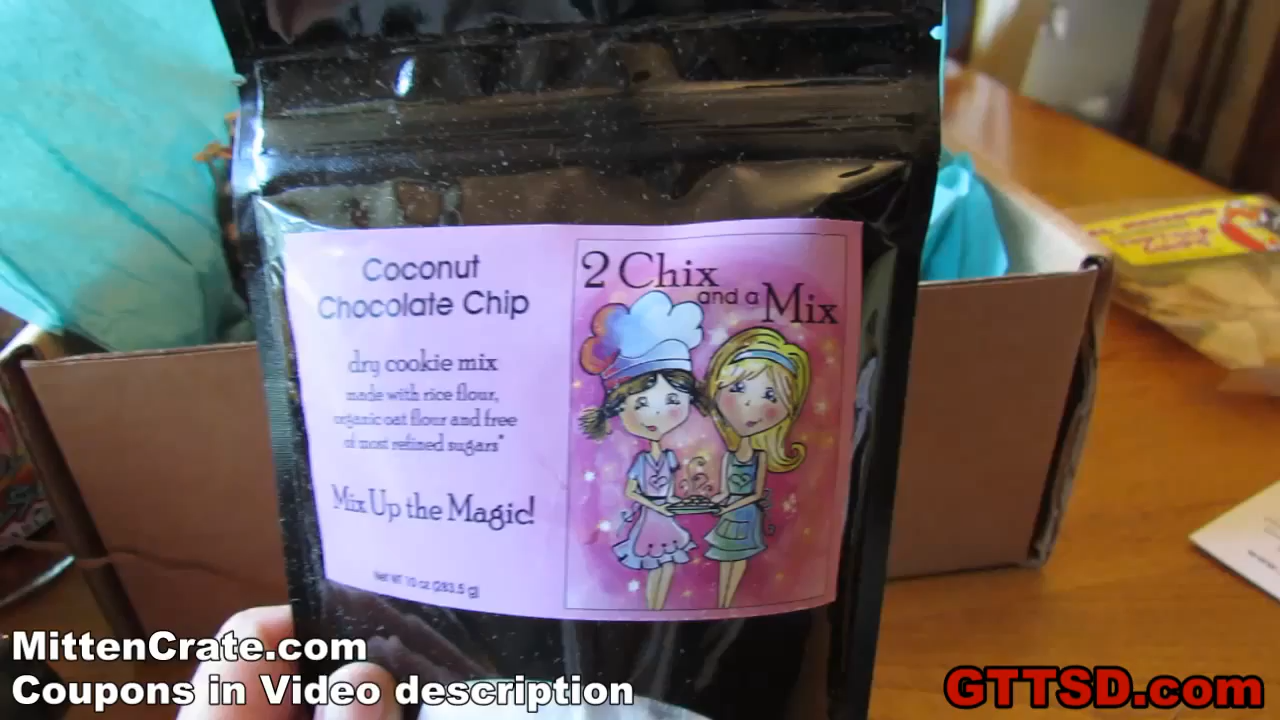 Coconut
Chocolate Chip
dry cookie mix
made with rice flour,
organic oat flour and free
of most refined sugars*
Mix Up the Magic!
Net WT 10 oz (283.5 g)
2 Chix
and a Mix
MittenCrate.com
Coupons in Video description
GTTSD.com